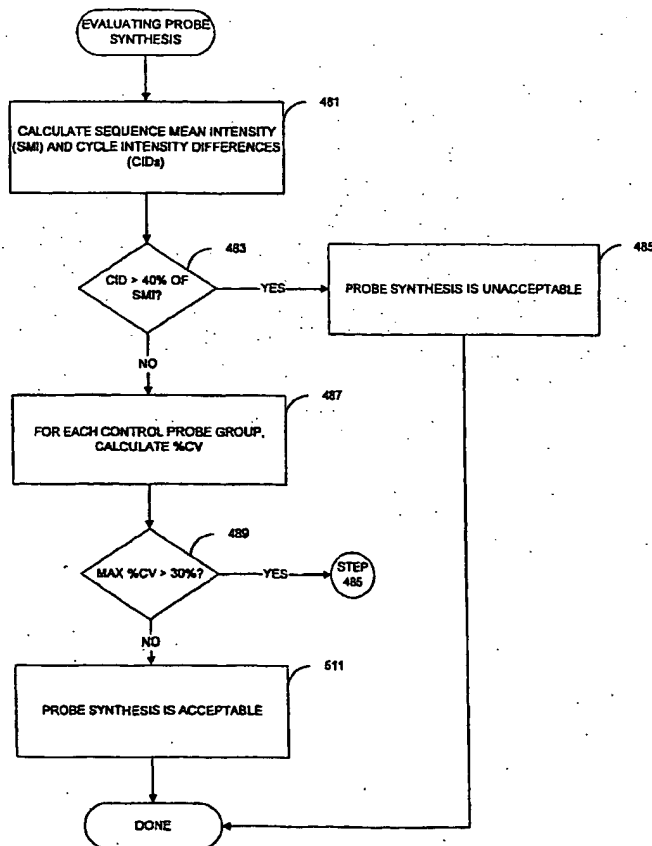 EVALUATING PROBE
SYNTHESIS
481
CALCULATE SEQUENCE MEAN INTENSITY
(SMI) AND CYCLE INTENSITY DIFFERENCES
(CIDs)
483
CID > 40% OF
SMI?
YES
485
PROBE SYNTHESIS IS UNACCEPTABLE
NO
487
FOR EACH CONTROL PROBE GROUP,
CALCULATE %CV
489
MAX %CV > 30%?
YES
STEP
485
NO
511
PROBE SYNTHESIS IS ACCEPTABLE
DONE